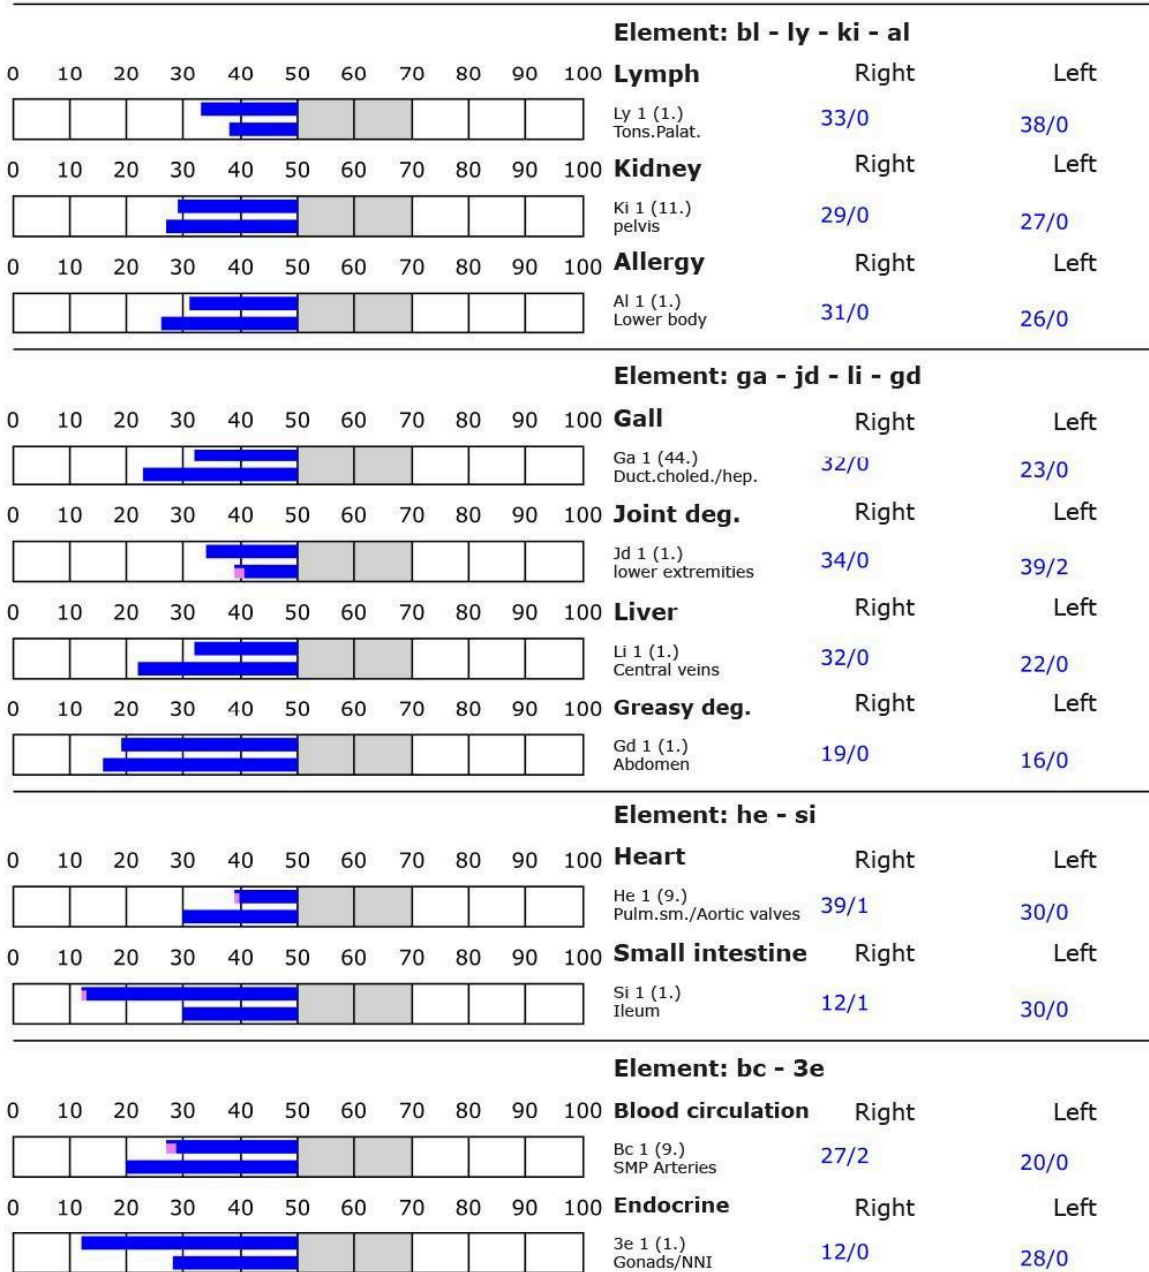 Element: bl - ly - ki - al
0 10 20 30 40 50 60 70 80 90 100 Lymph Right Left
Ly 1 (1.) 33/0 38/0
Tons.Palat.
0 10 20 30 40 50 60 70 80 90 100 Kidney Right Left
Ki 1 (11.) 29/0 27/0
pelvis
0 10 20 30 40 50 60 70 80 90 100 Allergy Right Left
Al 1 (1.) 31/0 26/0
Lower body
Element: ga - jd - li - gd
0 10 20 30 40 50 60 70 80 90 100 Gall Right Left
Ga 1 (44.) 32/0 23/0
Duct.choled./hep.
0 10 20 30 40 50 60 70 80 90 100 Joint deg. Right Left
Jd 1 (1.) 34/0 39/2
lower extremities
0 10 20 30 40 50 60 70 80 90 100 Liver Right Left
Li 1 (1.) 32/0 22/0
Central veins
0 10 20 30 40 50 60 70 80 90 100 Greasy deg. Right Left
Gd 1 (1.) 19/0 16/0
Abdomen
Element: he - si
0 10 20 30 40 50 60 70 80 90 100 Heart Right Left
He 1 (9.) 39/1 30/0
Pulm.sm./Aortic valves
0 10 20 30 40 50 60 70 80 90 100 Small intestine Right Left
Si 1 (1.) 12/1 30/0
Ileum
Element: bc - 3e
0 10 20 30 40 50 60 70 80 90 100 Blood circulation Right Left
Bc 1 (9.) 27/2 20/0
SMP Arteries
0 10 20 30 40 50 60 70 80 90 100 Endocrine Right Left
3e 1 (1.) 12/0 28/0
Gonads/NNI